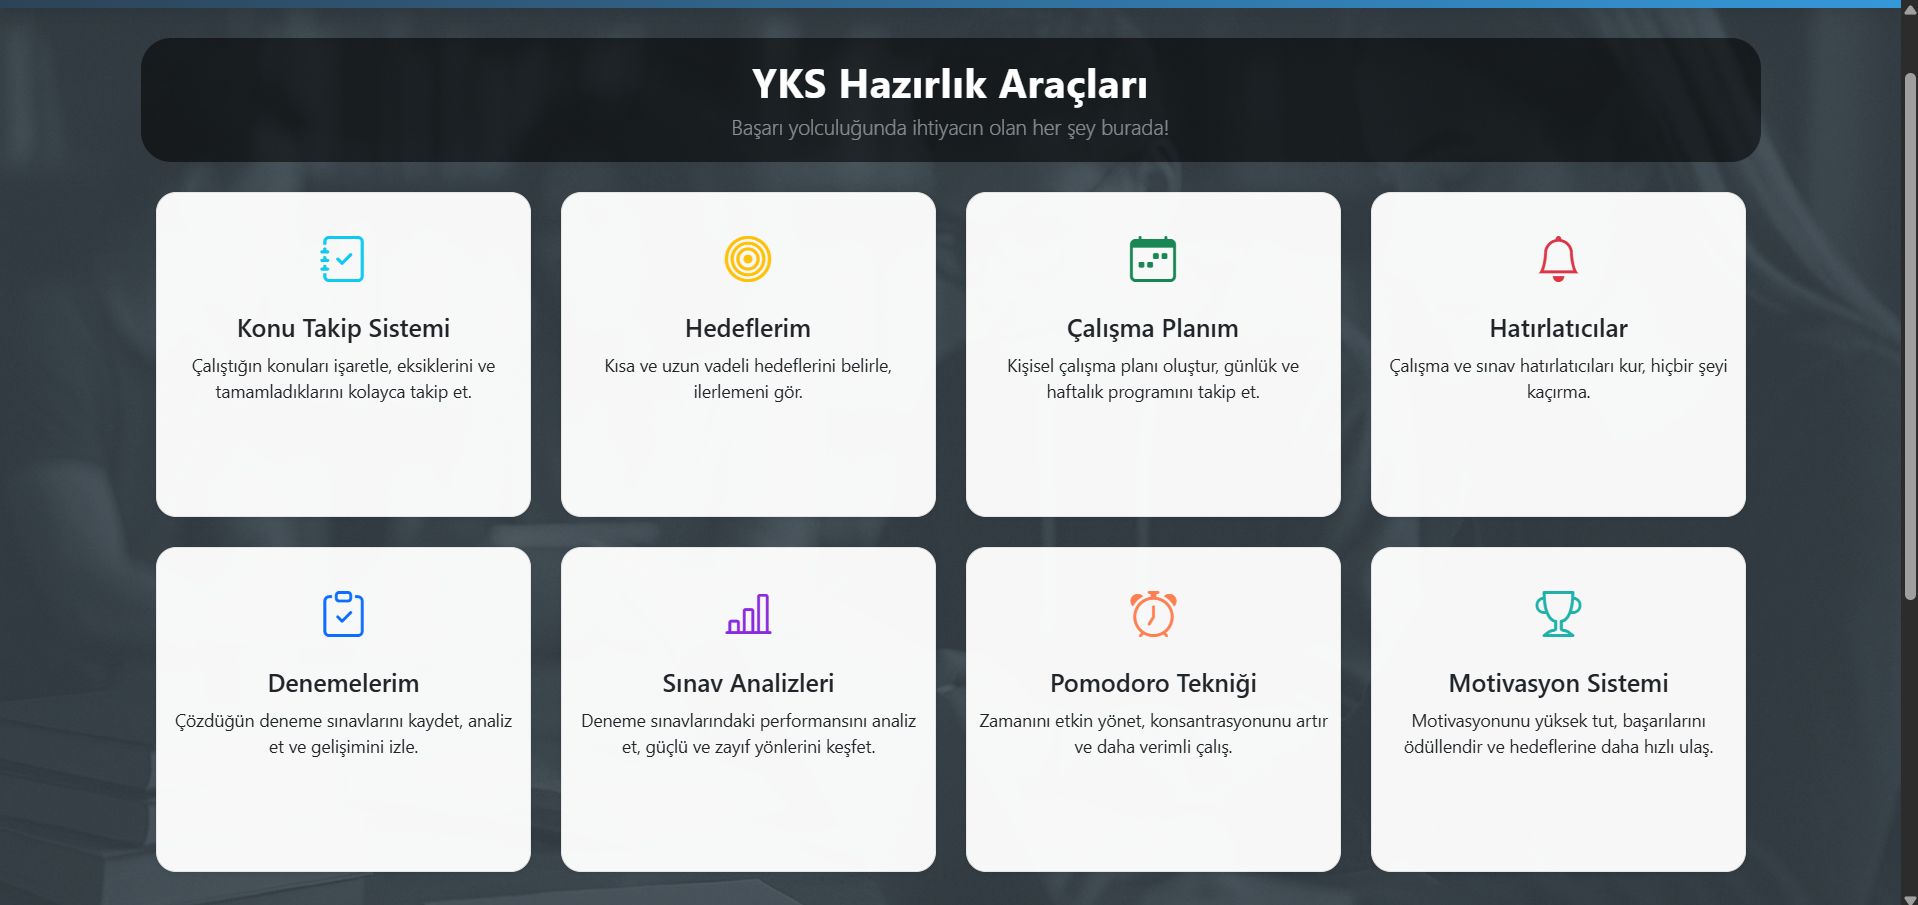 YKS Hazırlık Araçları
Başarı yolculuğunda ihtiyacın olan her şey burada!
Konu Takip Sistemi
Çalıştığın konuları işaretle, eksiklerini ve
tamamladıklarını kolayca takip et.
Hedeflerim
Kısa ve uzun vadeli hedeflerini belirle,
ilerlemeni gör.
Çalışma Planım
Kişisel çalışma planı oluştur, günlük ve
haftalık programını takip et.
Hatırlatıcılar
Çalışma ve sınav hatırlatıcıları kur, hiçbir şeyi
kaçırma.
Denemelerim
Çözdüğün deneme sınavlarını kaydet, analiz
et ve gelişimini izle.
Sınav Analizleri
Deneme sınavlarındaki performansını analiz
et, güçlü ve zayıf yönlerini keşfet.
Pomodoro Tekniği
Zamanını etkin yönet, konsantrasyonunu artır
ve daha verimli çalış.
Motivasyon Sistemi
Motivasyonunu yüksek tut, başarılarını
ödüllendir ve hedeflerine daha hızlı ulaş.